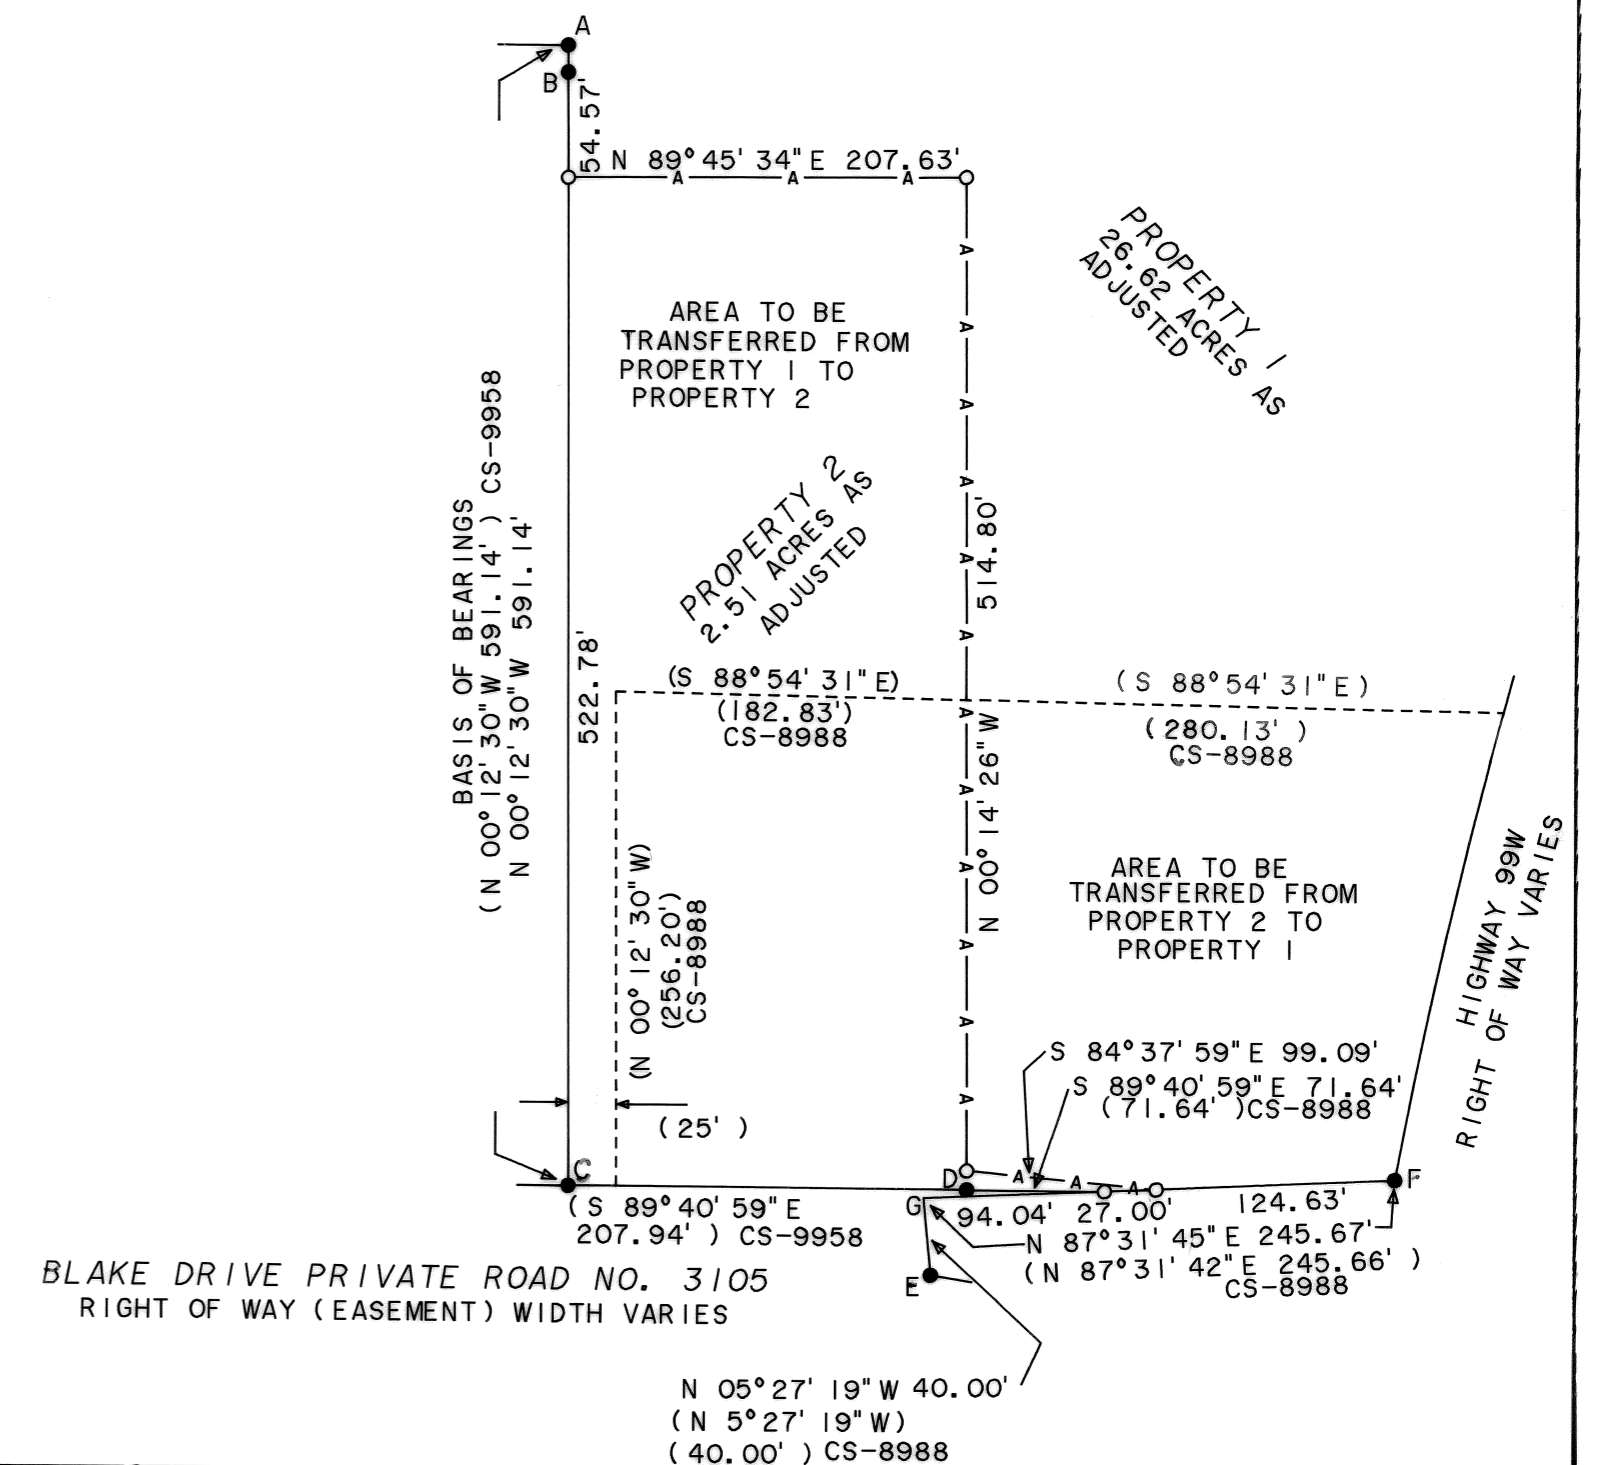 A
B
54.57'
N 89°45'34"E 207.63'
A A A
PROPERTY 1
26.62 ACRES AS
ADJUSTED
AREA TO BE
TRANSFERRED FROM
PROPERTY 1 TO
PROPERTY 2
A
A
A
A
A
A
A
A
A
A
A
A
BASIS OF BEARINGS
(N 00°12'30"W 591.14') CS-9958
N 00°12'30"W 591.14'
522.78'
PROPERTY 2
2.51 ACRES AS
ADJUSTED
514.80'
N 00°14'26"W
(S 88°54'31"E)
(182.83')
CS-8988
(S 88°54'31"E)
(280.13')
CS-8988
(N 00°12'30"W)
(256.20')
CS-8988
AREA TO BE
TRANSFERRED FROM
PROPERTY 2 TO
PROPERTY 1
HIGHWAY 99W
RIGHT OF WAY VARIES
S 84°37'59"E 99.09'
S 89°40'59"E 71.64'
(71.64')CS-8988
(25')
C
D
A A A
F
G
(S 89°40'59"E
207.94') CS-9958
94.04' 27.00' 124.63'
N 87°31'45"E 245.67'
(N 87°31'42"E 245.66')
CS-8988
E
BLAKE DRIVE PRIVATE ROAD NO. 3105
RIGHT OF WAY (EASEMENT) WIDTH VARIES
N 05°27'19"W 40.00'
(N 5°27'19"W)
(40.00') CS-8988